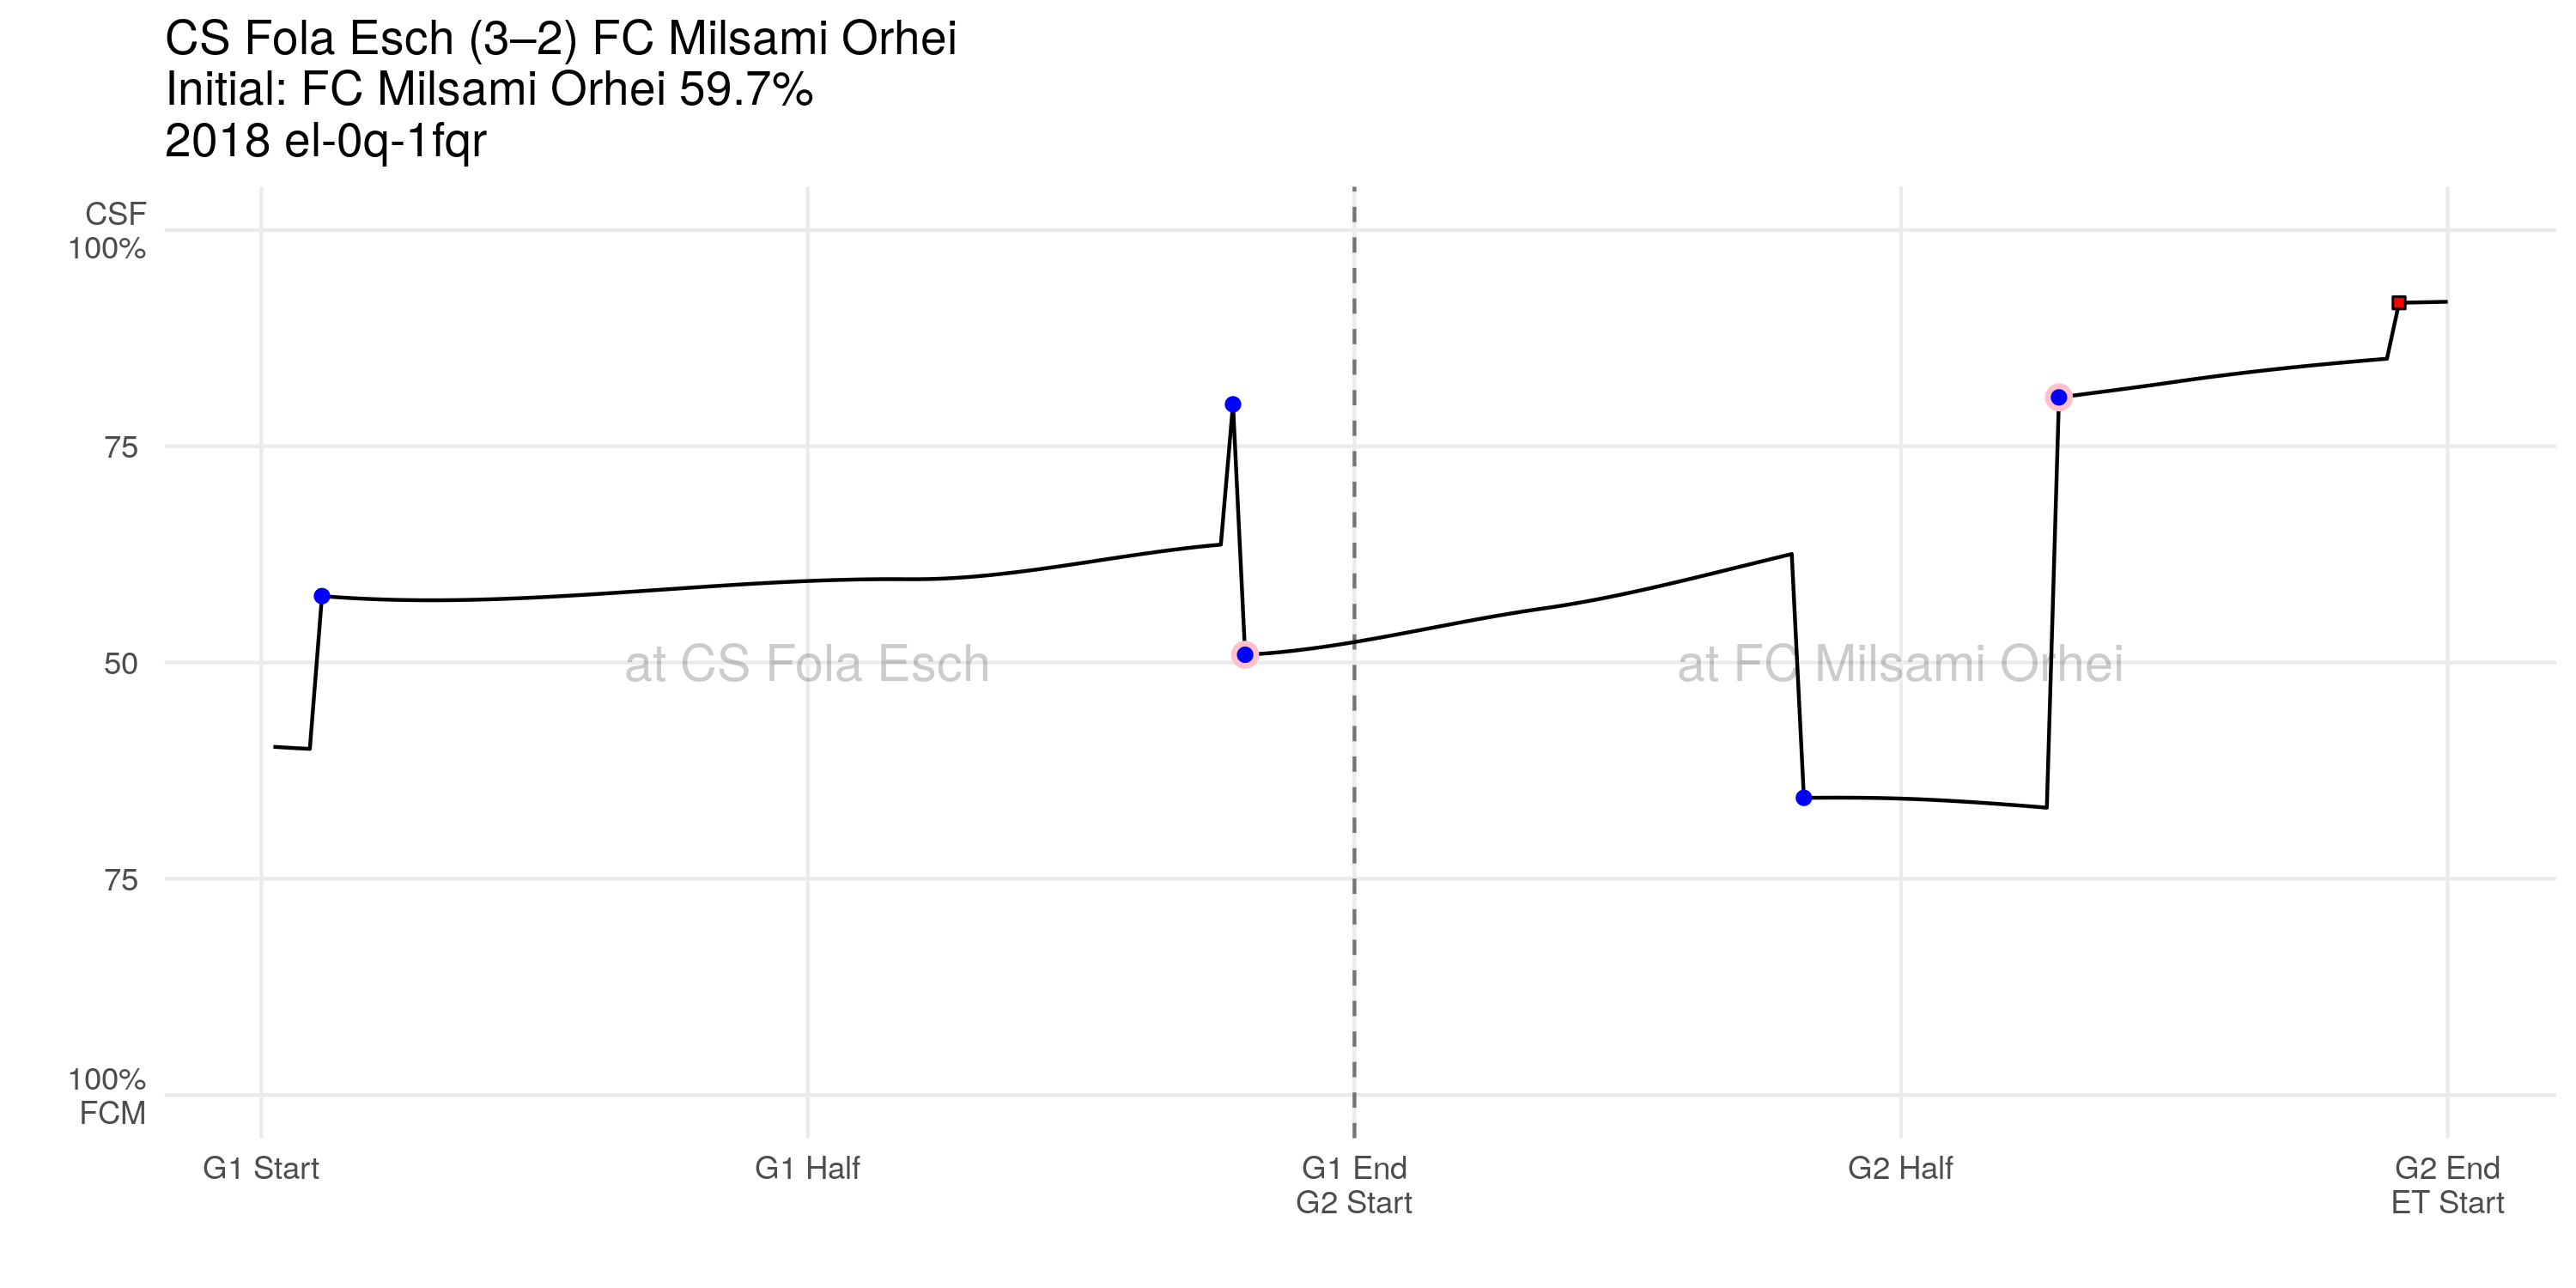 CS Fola Esch (3–2) FC Milsami Orhei
Initial: FC Milsami Orhei 59.7%
2018 el-0q-1fqr
CSF
100%
75
50
75
100%
FCM
at CS Fola Esch
at FC Milsami Orhei
G1 Start
G1 Half
G1 End
G2 Start
G2 Half
G2 End
ET Start